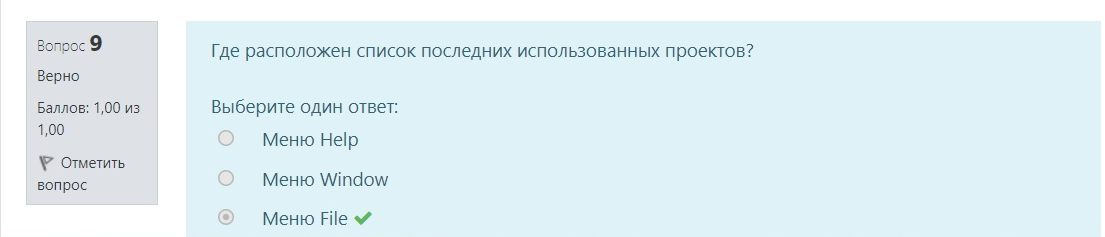 Вопрос 9
Верно
Баллов: 1,00 из
1,00
Отметить
вопрос
Где расположен список последних использованных проектов?
Выберите один ответ:
Меню Help
Меню Window
Меню File